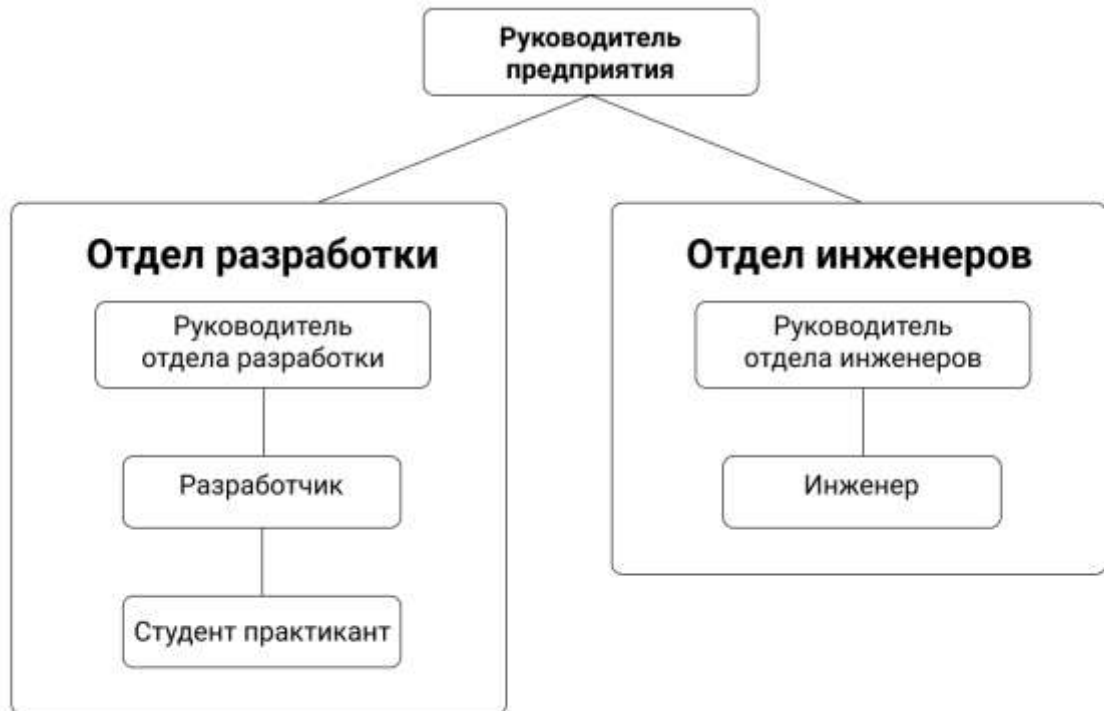 Руководитель
предприятия
Отдел разработки
Руководитель
отдела разработки
Разработчик
Студент практикант
Отдел инженеров
Руководитель
отдела инженеров
Инженер